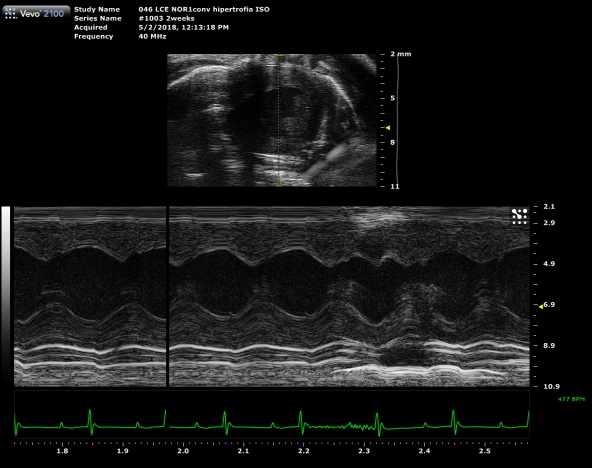 Vevo 2100
Study Name 046 LCE NOR1conv hipertrofia ISO
Series Name #1003 2weeks
Acquired 5/2/2018, 12:13:18 PM
Frequency 40 MHz
2 mm
5
8
11
2.1
2.9
4.9
6.9
8.9
10.9
477 BPM
1.8 1.9 2.0 2.1 2.2 2.3 2.4 2.5